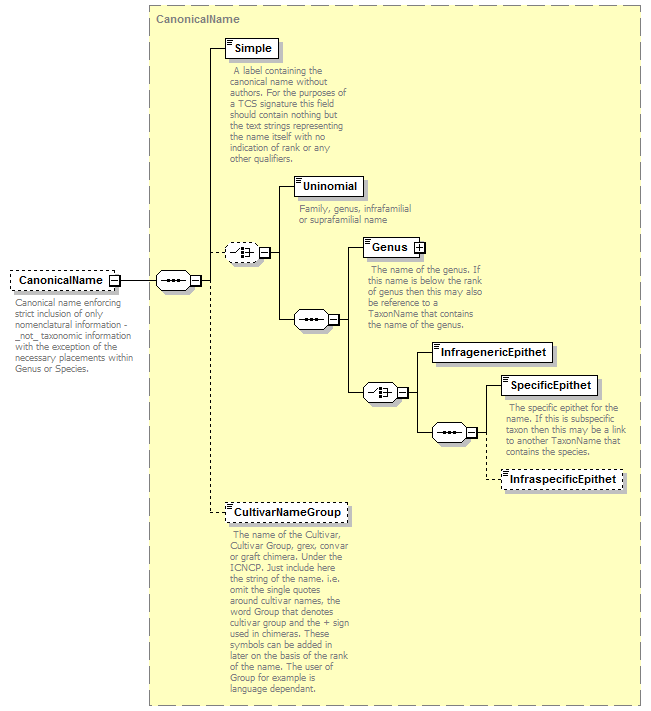 CanonicalName
Simple
A label containing the
canonical name without
authors. For the purposes of
a TCS signature this field
should contain nothing but
the text strings representing
the name itself with no
indication of rank or any
other qualifiers.
Uninomial
Family, genus, infrafamilial
or suprafamilial name
Genus
The name of the genus. If
this name is below the rank
of genus then this may also
be reference to a
TaxonName that contains
the name of the genus.
CanonicalName
Canonical name enforcing
strict inclusion of only
nomenclatural information -
_not_ taxonomic information
with the exception of the
necessary placements within
Genus or Species.
InfragenericEpithet
SpecificEpithet
The specific epithet for the
name. If this is subspecific
taxon then this may be a link
to another TaxonName that
contains the species.
InfraspecificEpithet
CultivarNameGroup
The name of the Cultivar,
Cultivar Group, grex, convar
or graft chimera. Under the
ICNCP. Just include here
the string of the name. i.e.
omit the single quotes
around cultivar names, the
word Group that denotes
cultivar group and the + sign
used in chimeras. These
symbols can be added in
later on the basis of the rank
of the name. The user of
Group for example is
language dependant.